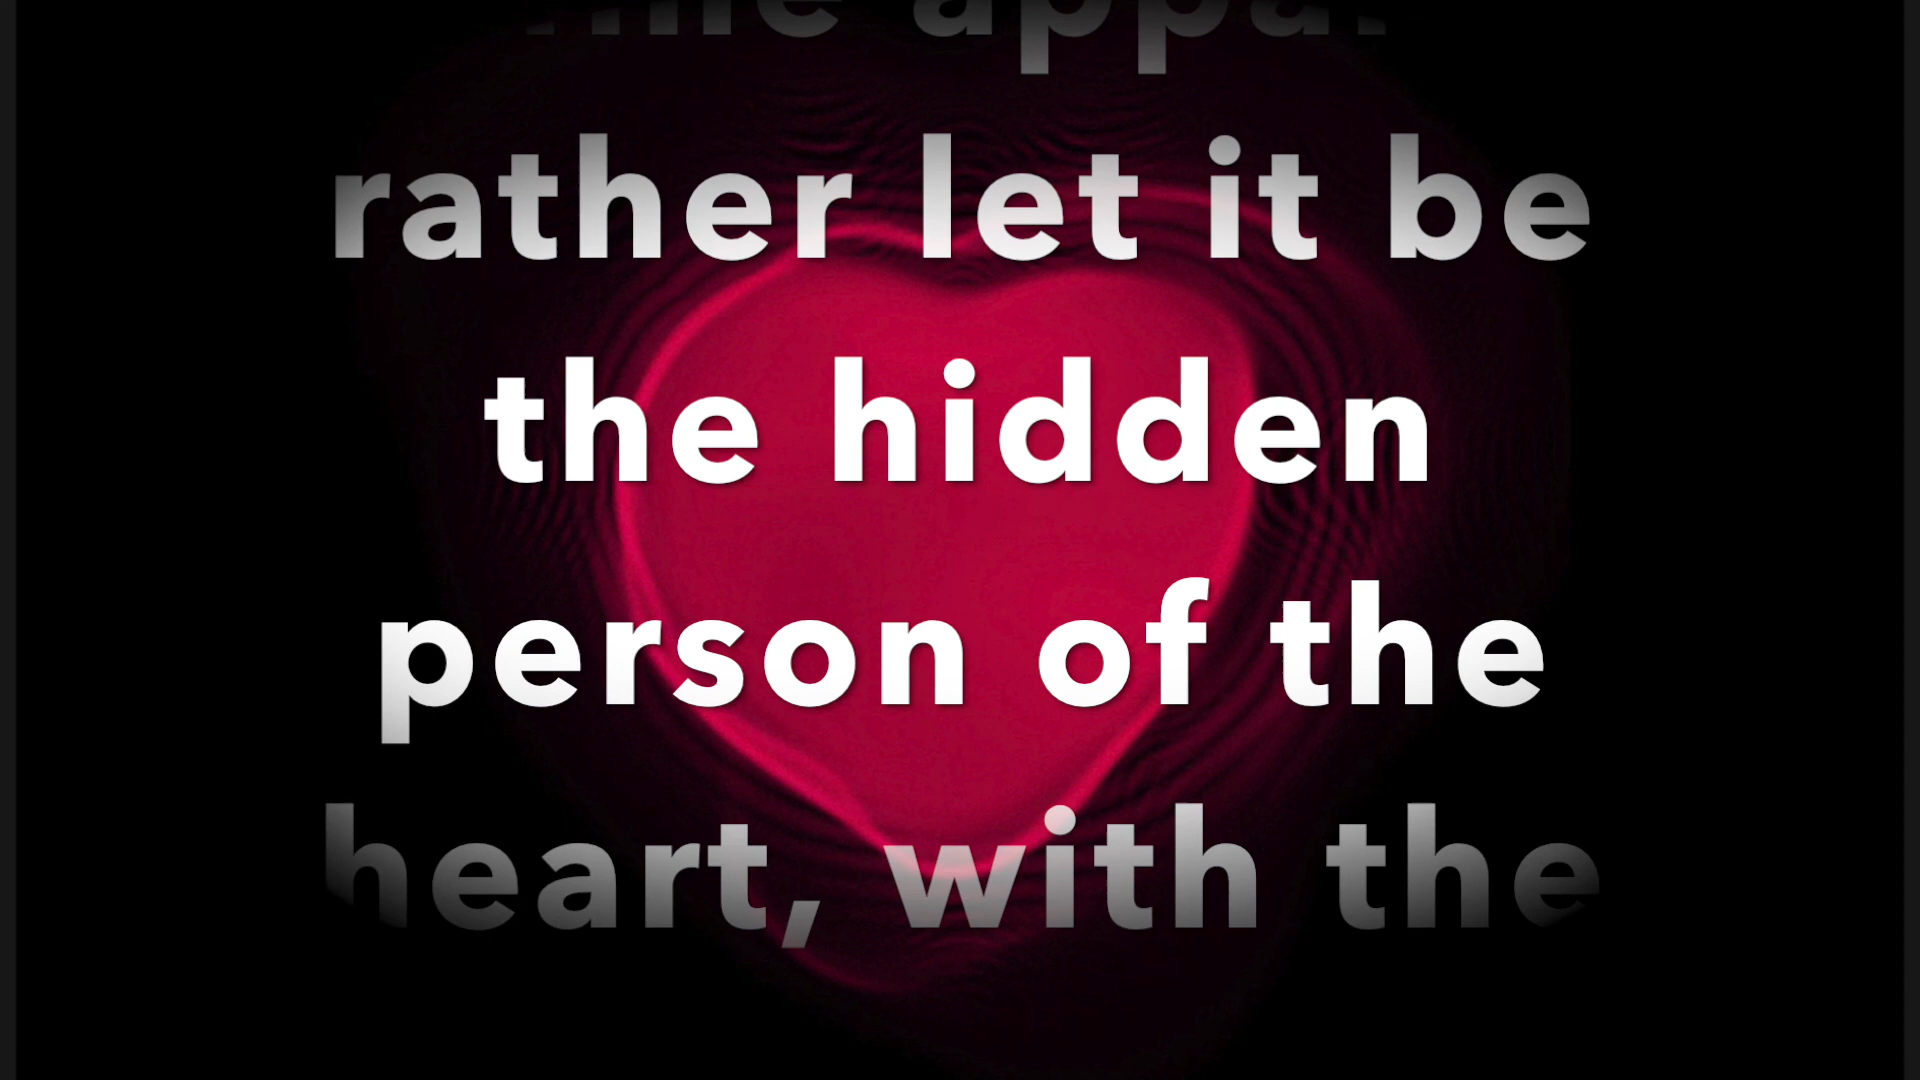 rather let it be
the hidden
person of the
heart, with the